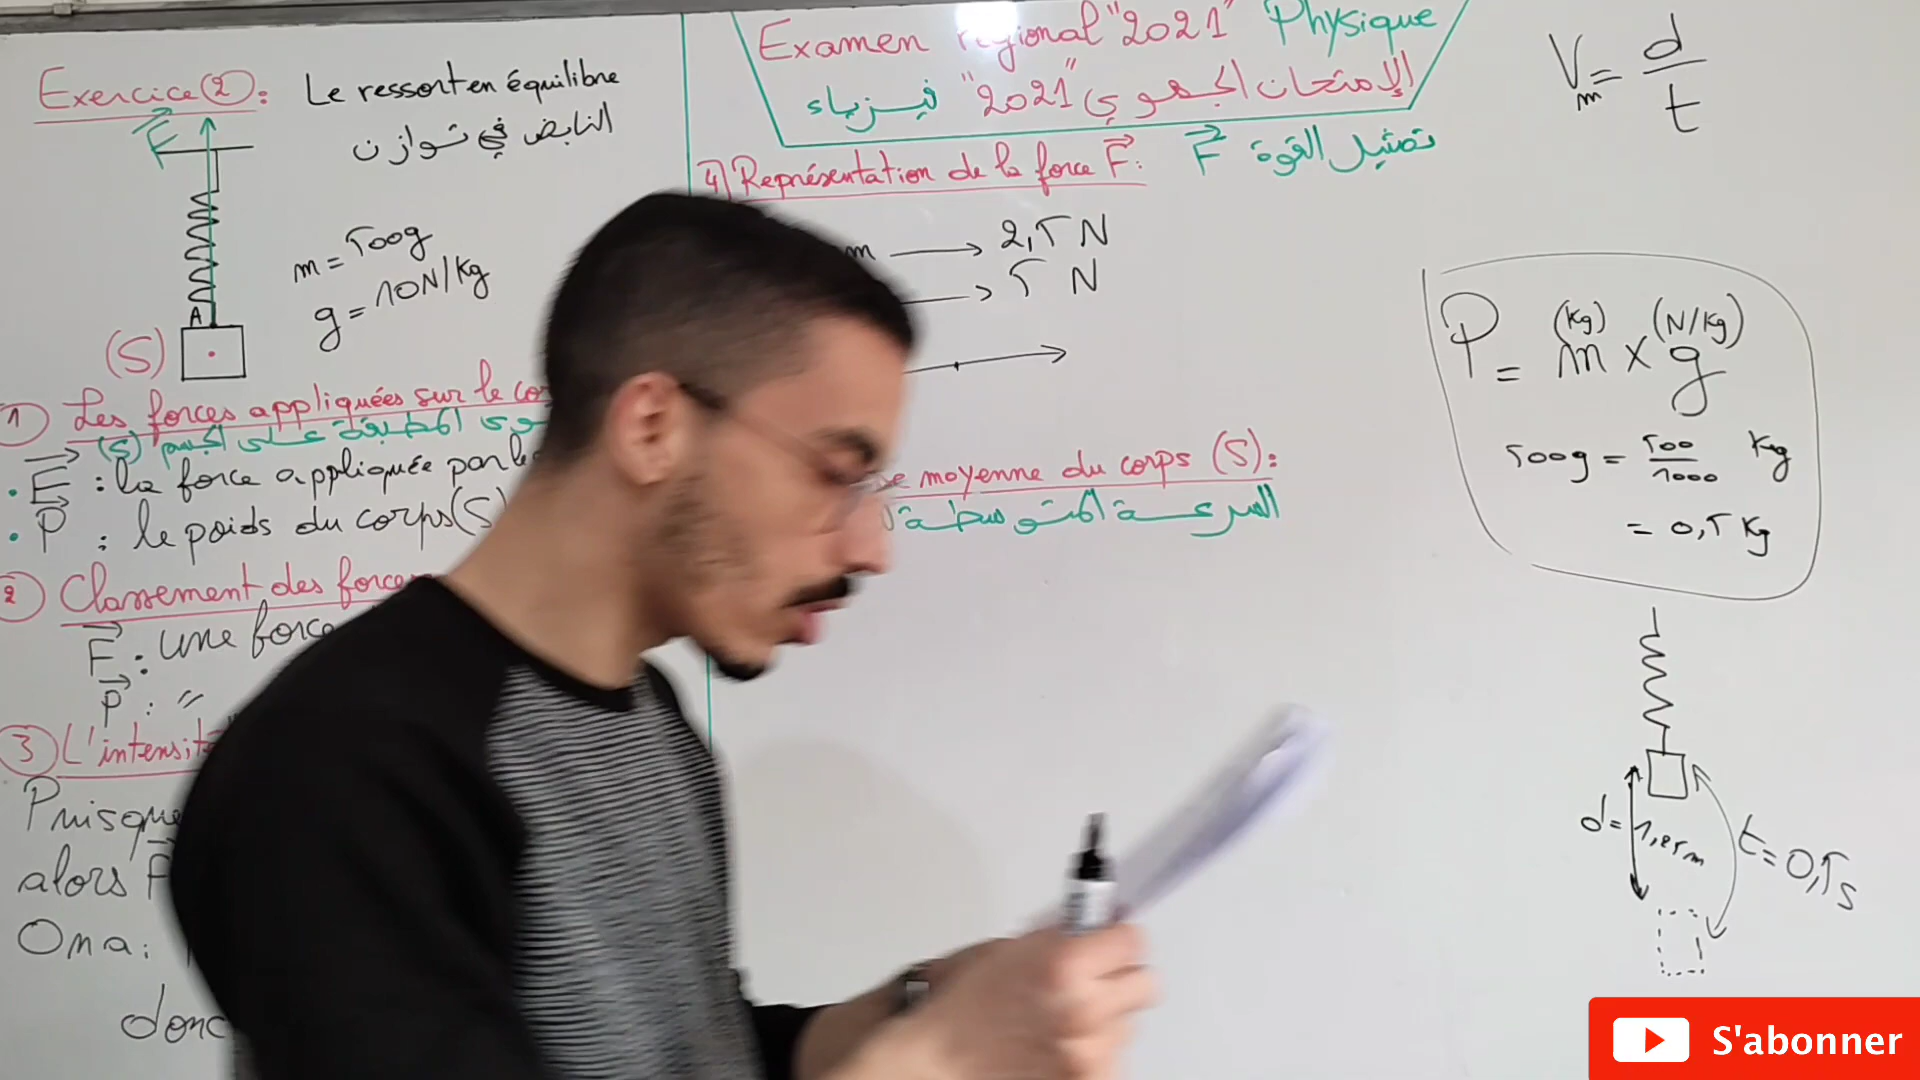 Exercice ② :
Le ressort en équilibre
النابض في توازن
F
m = 500g
g = 10N/Kg
A
(S)
① Les forces appliquées sur le
المطبقة على الجسم (S)
• F : la force appliquée par le
• P : le poids du corps (S)
② Classement des forces
F : une force
P : "
③ L'intensité
Puisque
alors F
On a :
donc
Examen régional "2021" Physique
الإمتحان الجهوي "2021" فيزياء
4) Représentation de la force F :
تمثيل القوة F
→ 2,5 N
→ 5 N
moyenne du corps (S) :
السرعة المتوسطة
Vm = d/t
P = m (Kg) × g (N/Kg)
500g = 500/1000 Kg
= 0,5 Kg
d = 1,25m
t = 0,5s
S'abonner